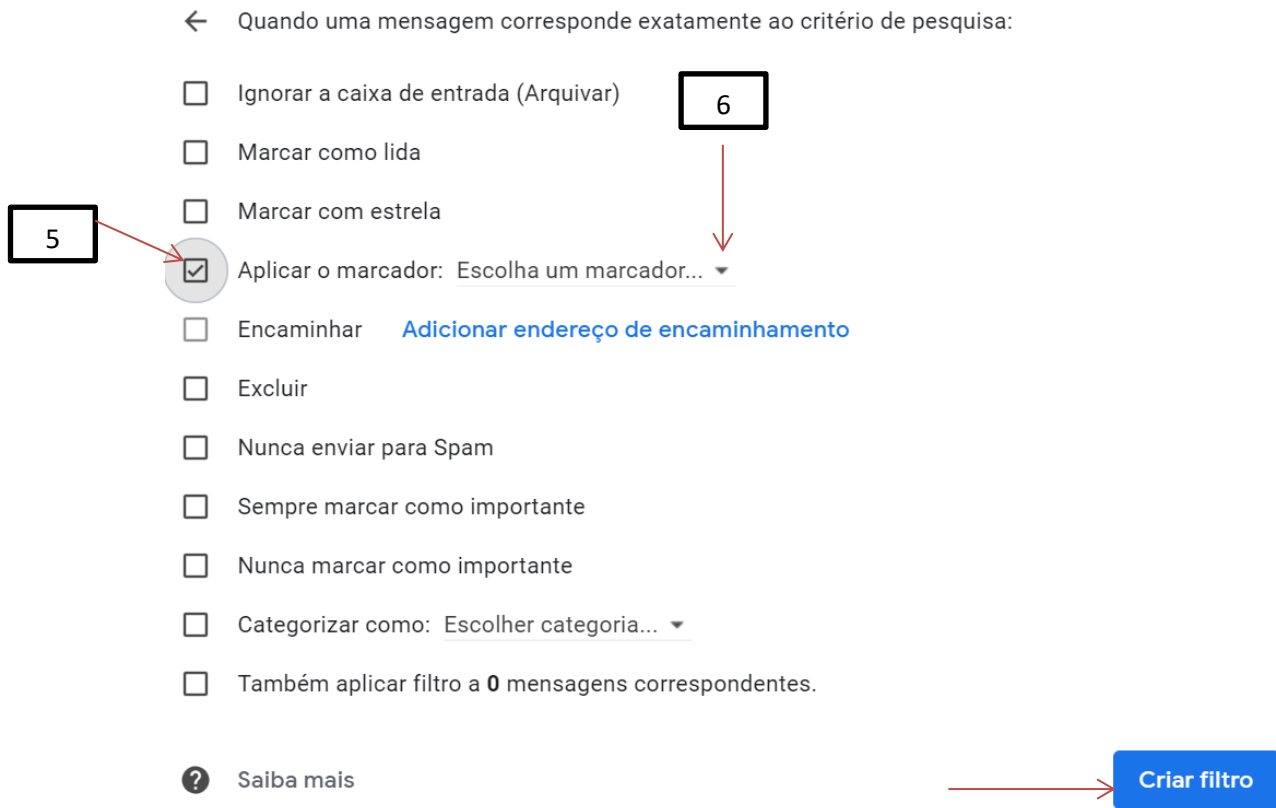 Quando uma mensagem corresponde exatamente ao critério de pesquisa:
Ignorar a caixa de entrada (Arquivar)
6
Marcar como lida
Marcar com estrela
5
Aplicar o marcador: Escolha um marcador...
Encaminhar Adicionar endereço de encaminhamento
Excluir
Nunca enviar para Spam
Sempre marcar como importante
Nunca marcar como importante
Categorizar como: Escolher categoria...
Também aplicar filtro a 0 mensagens correspondentes.
? Saiba mais
Criar filtro